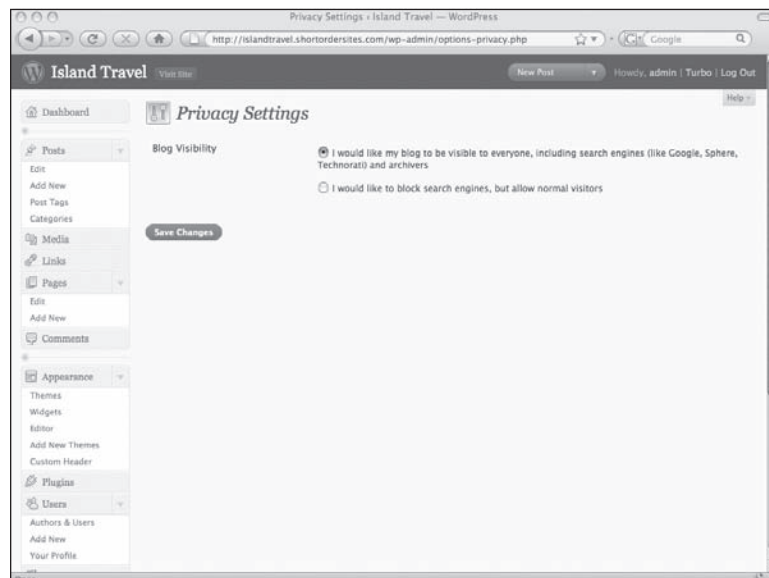 Privacy Settings ‹ Island Travel — WordPress
http://islandtravel.shortordersites.com/wp-admin/options-privacy.php
Google
Island Travel
Visit Site
New Post
Howdy, admin | Turbo | Log Out
Help
Dashboard
Privacy Settings
Posts
Edit
Add New
Post Tags
Categories
Media
Links
Pages
Edit
Add New
Comments
Appearance
Themes
Widgets
Editor
Add New Themes
Custom Header
Plugins
Users
Authors & Users
Add New
Your Profile
Blog Visibility
I would like my blog to be visible to everyone, including search engines (like Google, Sphere,
Technorati) and archivers
I would like to block search engines, but allow normal visitors
Save Changes